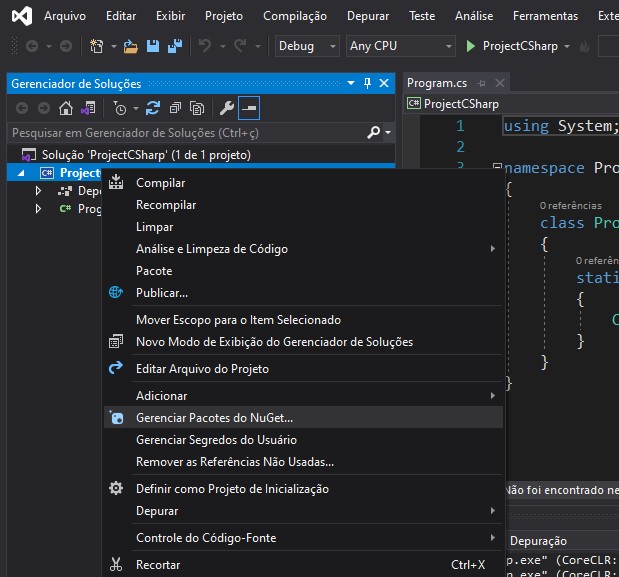 Arquivo Editar Exibir Projeto Compilação Depurar Teste Análise Ferramentas Exte
Debug Any CPU ProjectCSharp
Gerenciador de Soluções
Program.cs
ProjectCSharp
Pesquisar em Gerenciador de Soluções (Ctrl+ç)
Solução 'ProjectCSharp' (1 de 1 projeto)
Project
Depe
Prog
Compilar
Recompilar
Limpar
Análise e Limpeza de Código
Pacote
Publicar...
Mover Escopo para o Item Selecionado
Novo Modo de Exibição do Gerenciador de Soluções
Editar Arquivo do Projeto
Adicionar
Gerenciar Pacotes do NuGet...
Gerenciar Segredos do Usuário
Remover as Referências Não Usadas...
Definir como Projeto de Inicialização
Depurar
Controle do Código-Fonte
Recortar Ctrl+X
1 using System;
2
3 namespace Pro
{
0 referências
class Pro
{
0 referên
stati
{
C
}
}
}
Não foi encontrado ne
Depuração
p.exe" (CoreCLR:
p.exe" (CoreCLR: